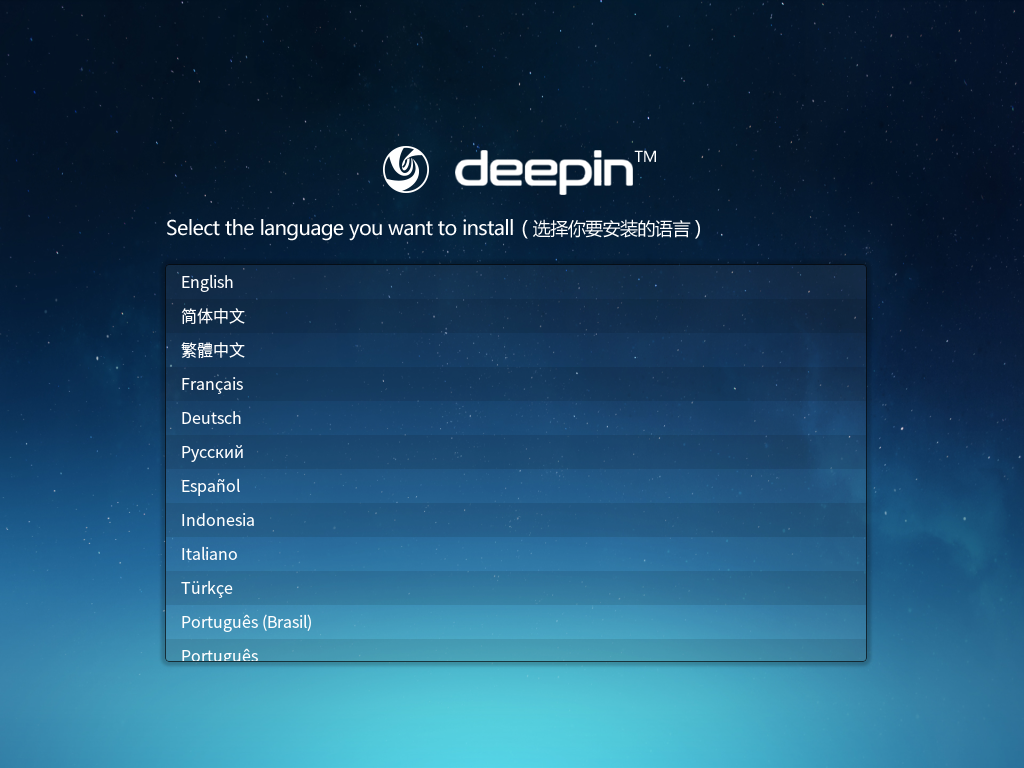 deepin™
Select the language you want to install ( 选择你要安装的语言 )
English
简体中文
繁體中文
Français
Deutsch
Русский
Español
Indonesia
Italiano
Türkçe
Português (Brasil)
Português